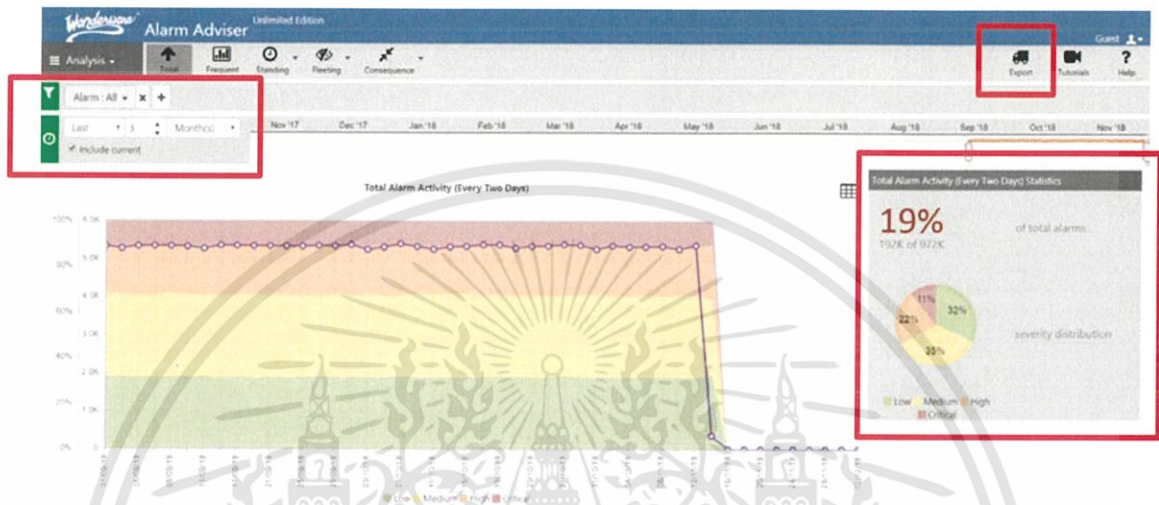 Wonderware Alarm Adviser Unlimited Edition
Guest
Analysis
Total Frequent Standing Fleeting Consequence Export Tutorials Help
Alarm : All x +
Last 3 Month(s)
Include current
Nov '17 Dec '17 Jan '18 Feb '18 Mar '18 Apr '18 May '18 Jun '18 Jul '18 Aug '18 Sep '18 Oct '18 Nov '18
Total Alarm Activity (Every Two Days)
100% 6.0K
80% 5.0K
4.0K
60%
3.0K
40%
2.0K
20% 1.0K
0% 0
Low Medium High Critical
Total Alarm Activity (Every Two Days) Statistics
19% of total alarms
192K of 972K
11%
32%
22%
35%
severity distribution
Low Medium High
Critical